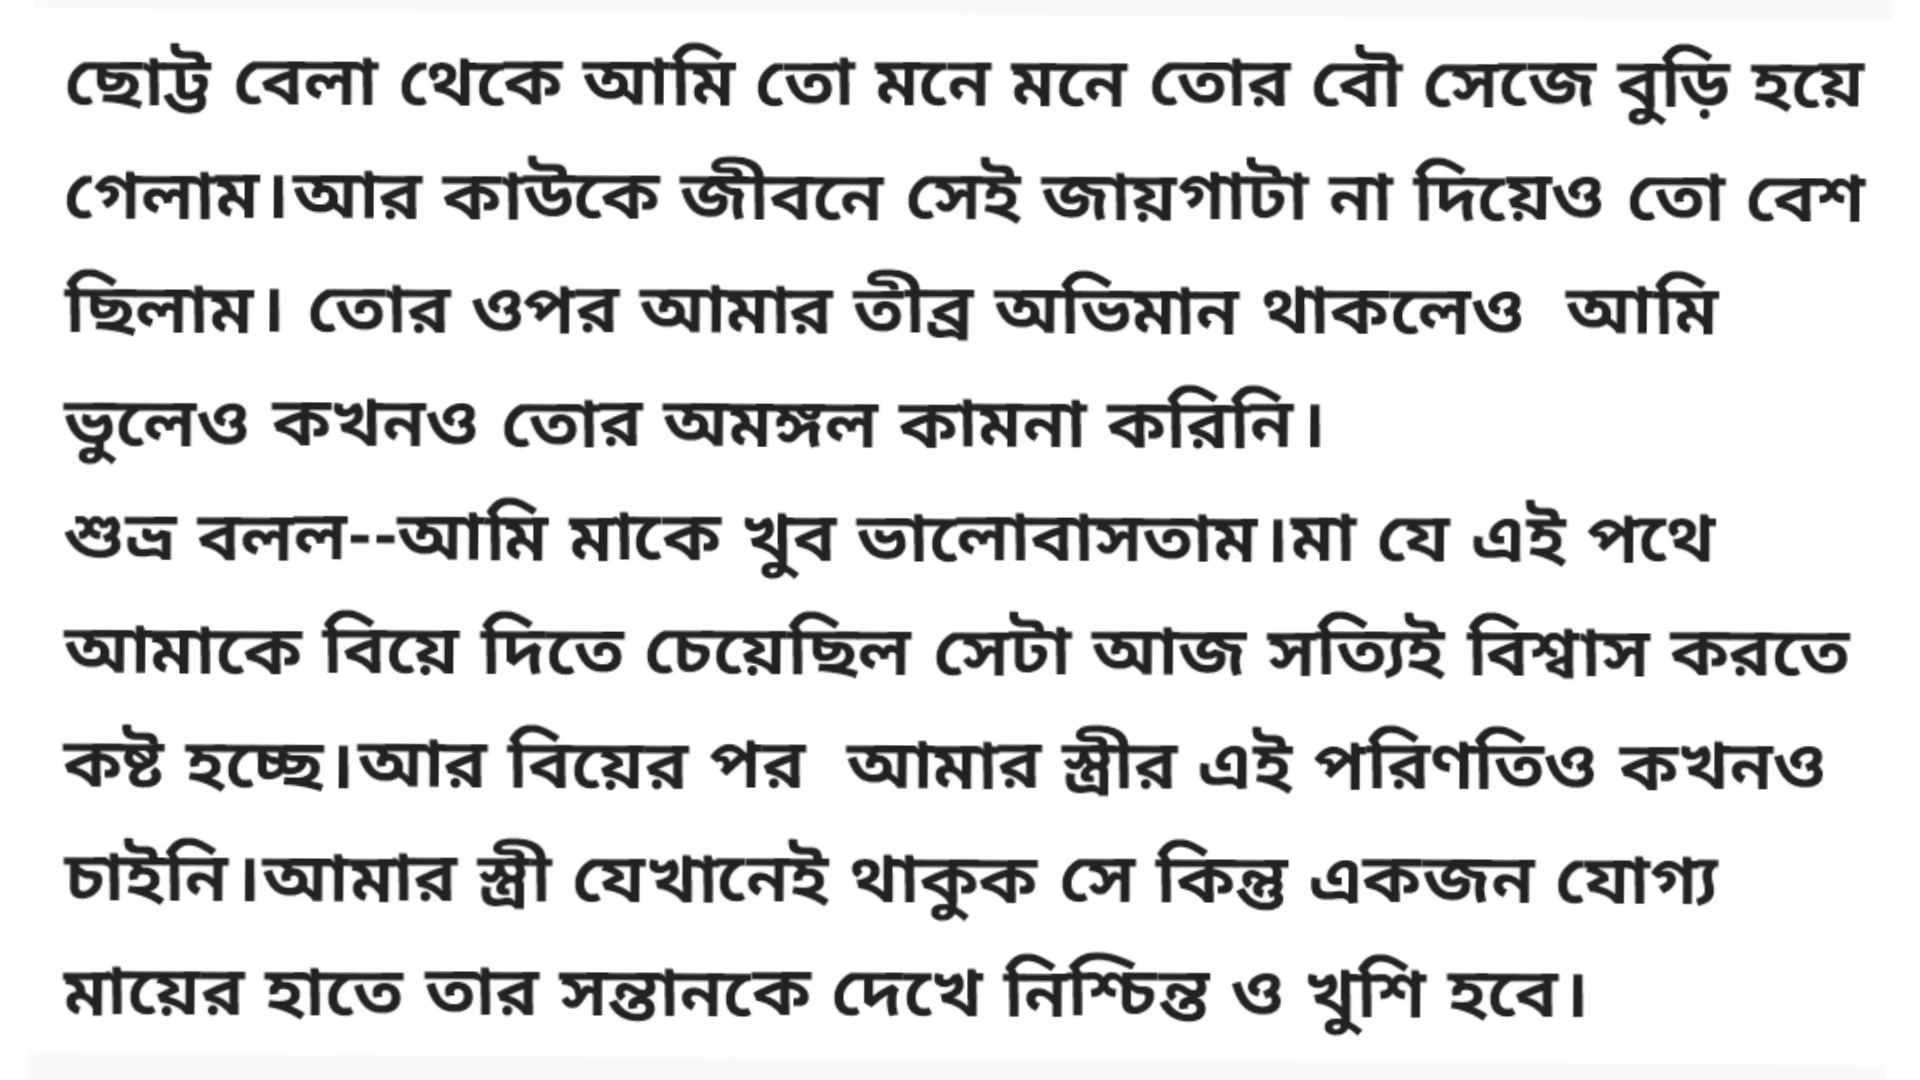 ছোট্ট বেলা থেকে আমি তো মনে মনে তোর বৌ সেজে বুড়ি হয়ে
গেলাম।আর কাউকে জীবনে সেই জায়গাটা না দিয়েও তো বেশ
ছিলাম। তোর ওপর আমার তীব্র অভিমান থাকলেও  আমি
ভুলেও কখনও তোর অমঙ্গল কামনা করিনি।
শুভ্র বলল--আমি মাকে খুব ভালোবাসতাম।মা যে এই পথে
আমাকে বিয়ে দিতে চেয়েছিল সেটা আজ সত্যিই বিশ্বাস করতে
কষ্ট হচ্ছে।আর বিয়ের পর  আমার স্ত্রীর এই পরিণতিও কখনও
চাইনি।আমার স্ত্রী যেখানেই থাকুক সে কিন্তু একজন যোগ্য
মায়ের হাতে তার সন্তানকে দেখে নিশ্চিন্ত ও খুশি হবে।